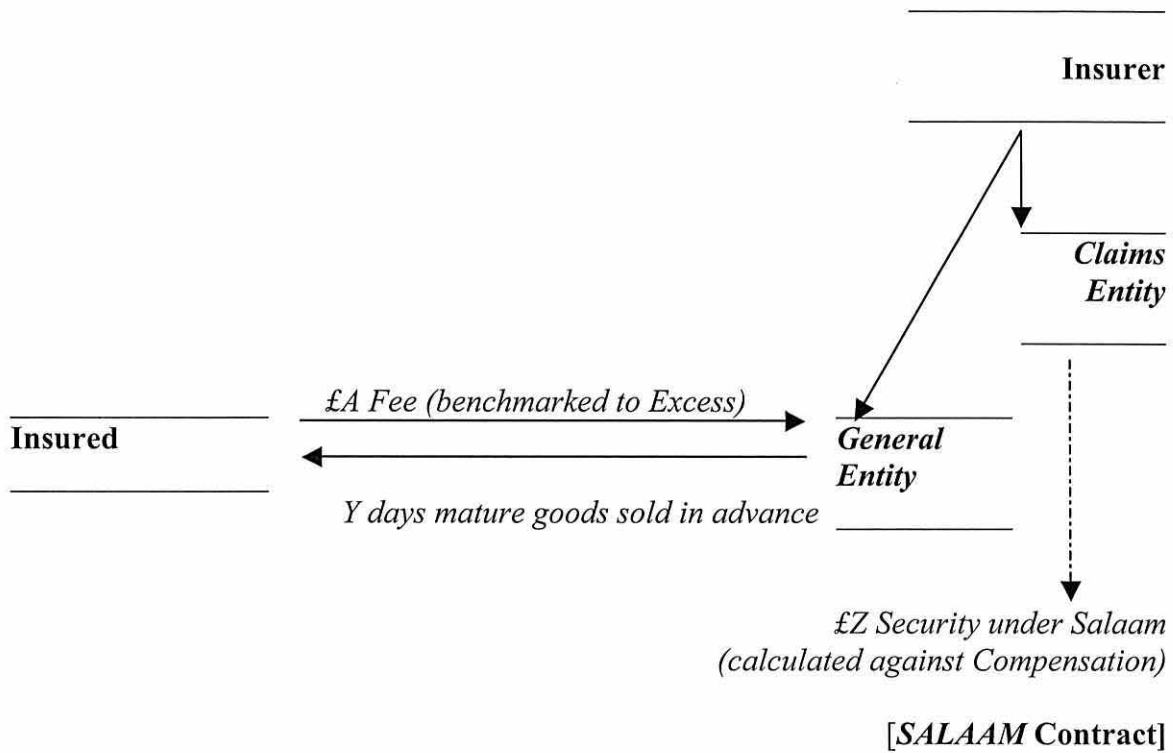 Insurer
Claims
Entity
£A Fee (benchmarked to Excess)
Insured
General
Entity
Y days mature goods sold in advance
£Z Security under Salaam
(calculated against Compensation)
[SALAAM Contract]